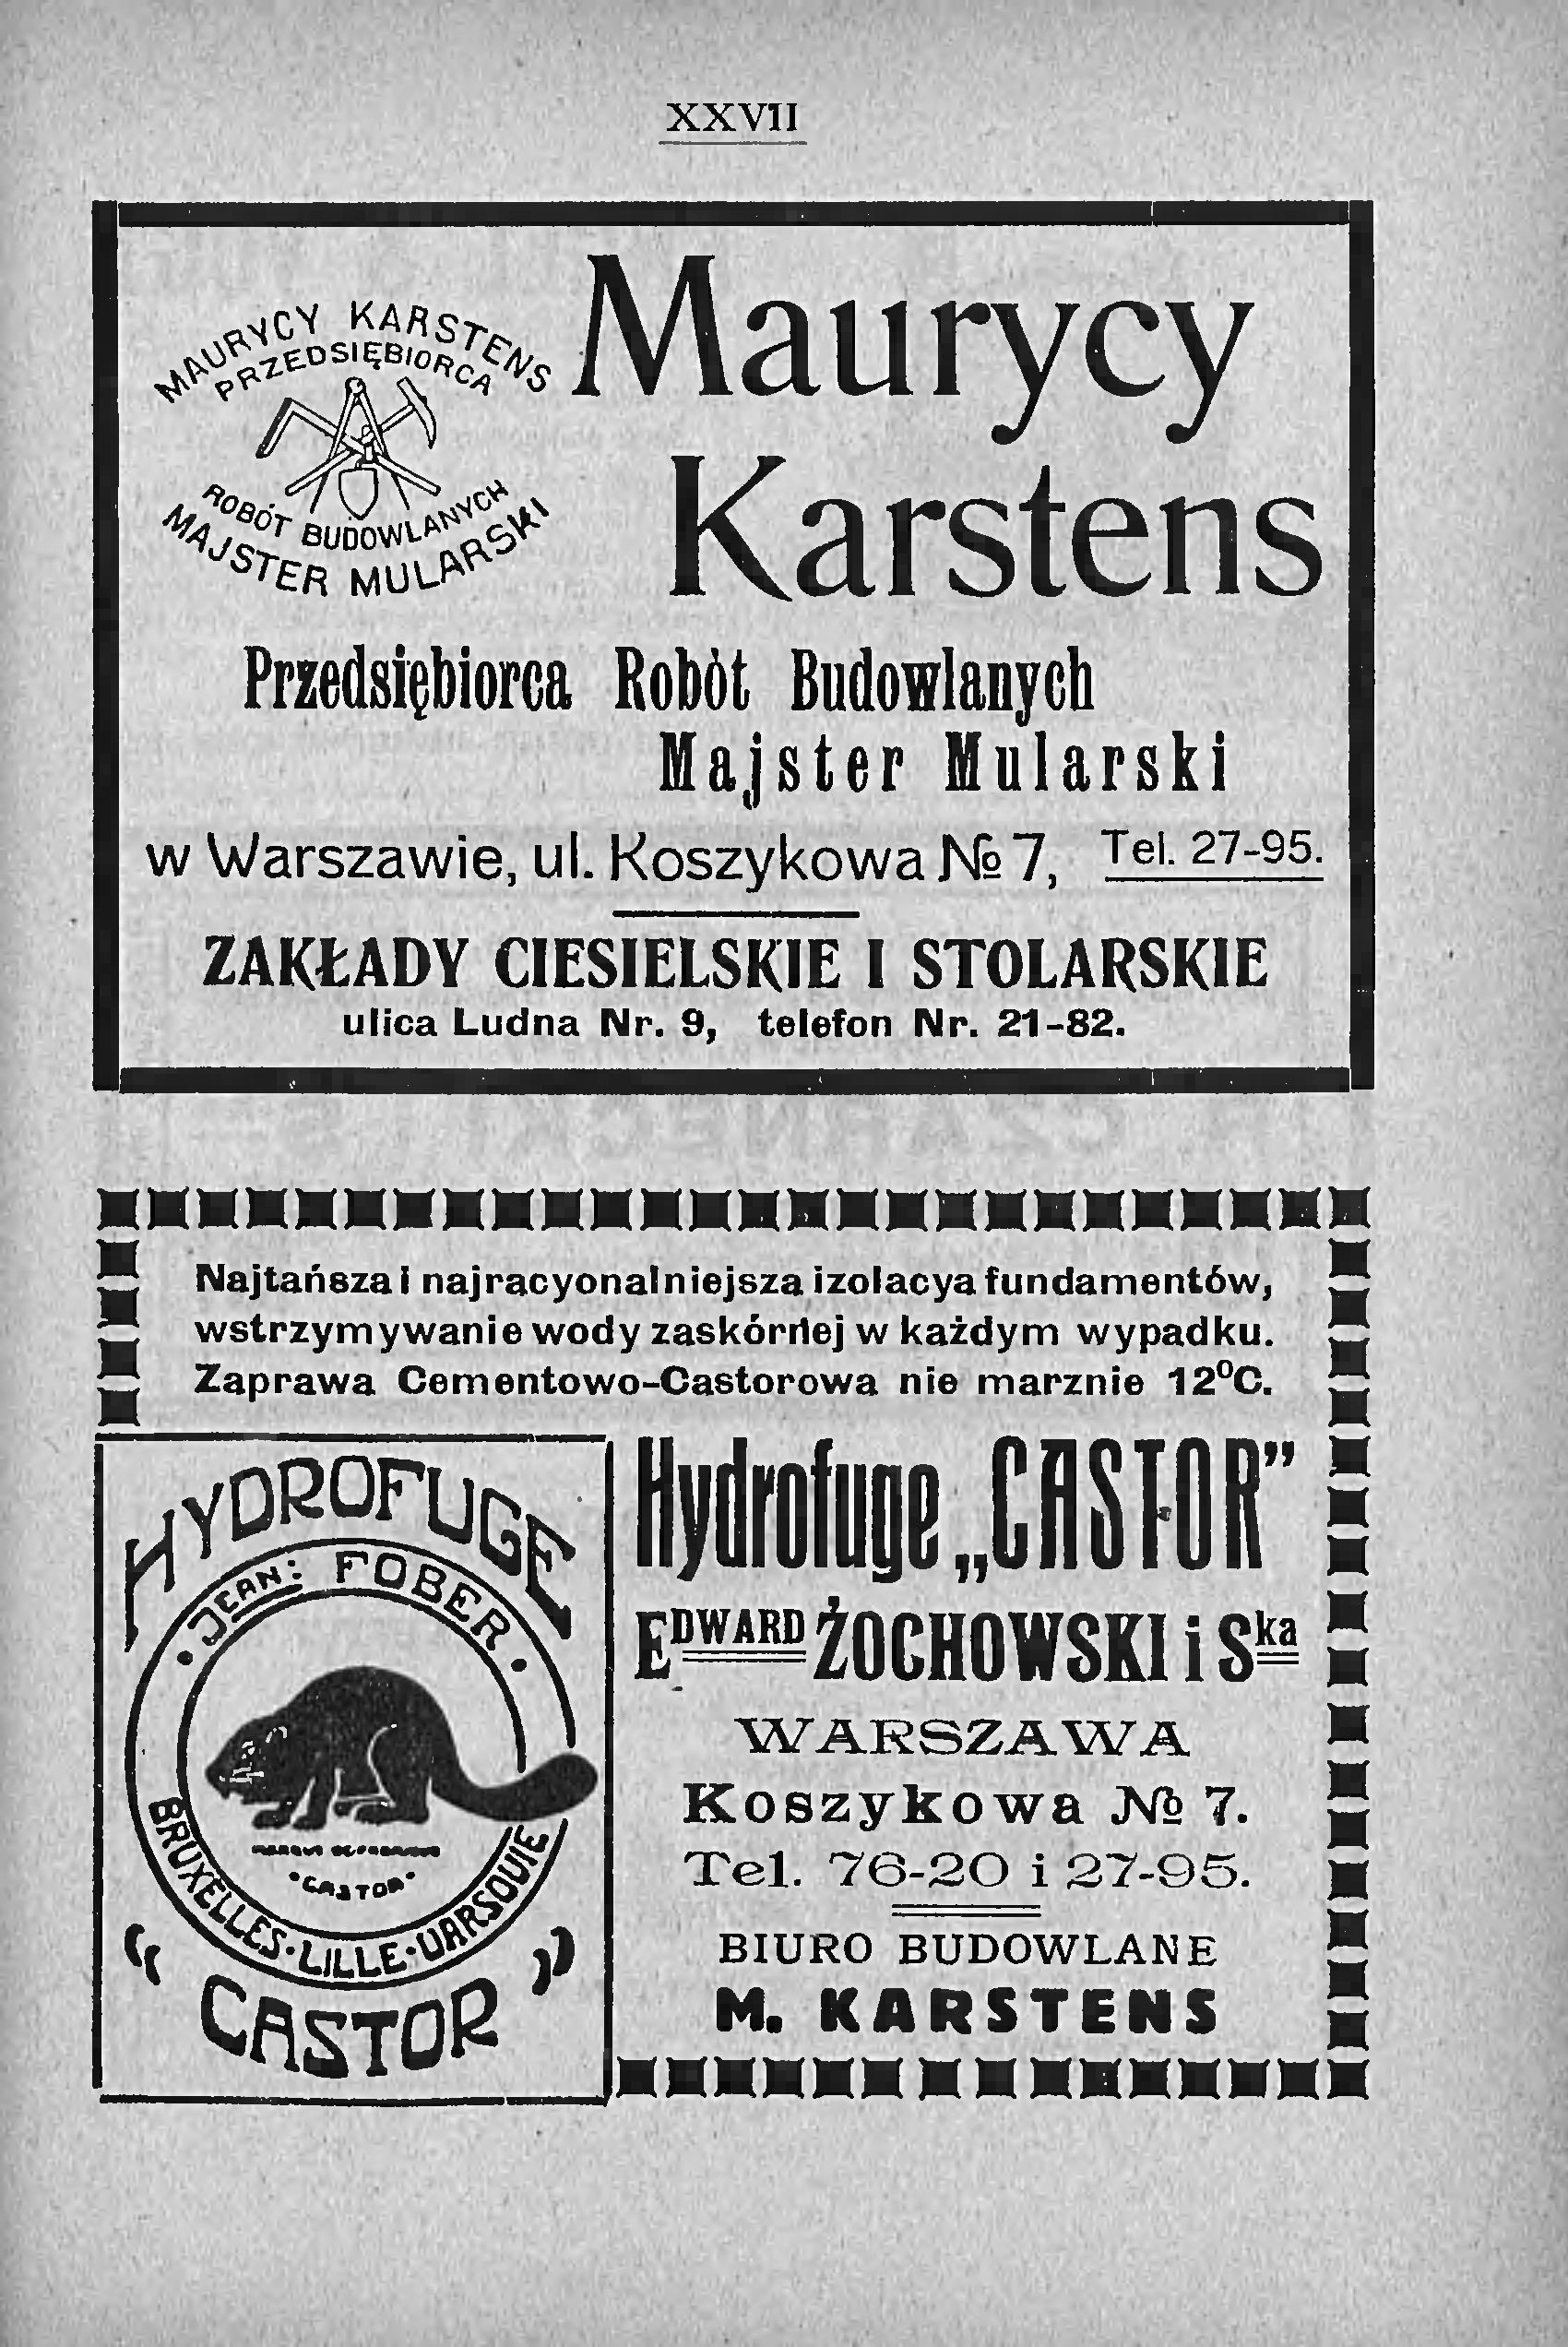 XXVII
MAURYCY KARSTENS
PRZEDSIĘBIORCA
ROBÓT BUDOWLANYCH
MAJSTER MULARSKI
Maurycy
Karstens
Przedsiębiorca Robót Budowlanych
Majster Mularski
w Warszawie, ul. Koszykowa № 7, Tel. 27-95.
ZAKŁADY CIESIELSKIE I STOLARSKIE
ulica Ludna Nr. 9, telefon Nr. 21-82.
Najtańsza i najracyonalniejsza izolacya fundamentów,
wstrzymywanie wody zaskórnej w każdym wypadku.
Zaprawa Cementowo-Castorowa nie marznie 12°C.
HYDROFUGE
JEAN: FOBER
"CASTOR"
BRUXELLES·LILLE·VARSOVIE
"CASTOR"
Hydrofuge „CASTOR”
EDWARD ŻOCHOWSKI i Ska
WARSZAWA
Koszykowa № 7.
Tel. 76-20 i 27-95.
BIURO BUDOWLANE
M. KARSTENS